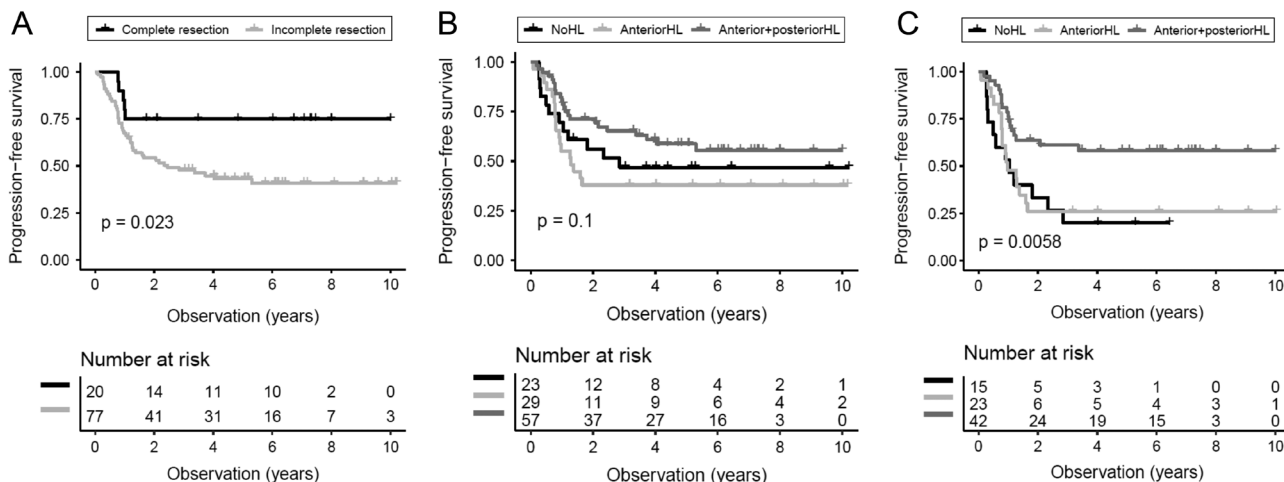 A
Complete resection Incomplete resection
Progression-free survival
1.00
0.75
0.50
0.25
0.00
p = 0.023
0 2 4 6 8 10
Observation (years)
Number at risk
20 14 11 10 2 0
77 41 31 16 7 3
0 2 4 6 8 10
Observation (years)
B
NoHL AnteriorHL Anterior+posteriorHL
Progression-free survival
1.00
0.75
0.50
0.25
0.00
p = 0.1
0 2 4 6 8 10
Observation (years)
Number at risk
23 12 8 4 2 1
29 11 9 6 4 2
57 37 27 16 3 0
0 2 4 6 8 10
Observation (years)
C
NoHL AnteriorHL Anterior+posteriorHL
Progression-free survival
1.00
0.75
0.50
0.25
0.00
p = 0.0058
0 2 4 6 8 10
Observation (years)
Number at risk
15 5 3 1 0 0
23 6 5 4 3 1
42 24 19 15 3 0
0 2 4 6 8 10
Observation (years)